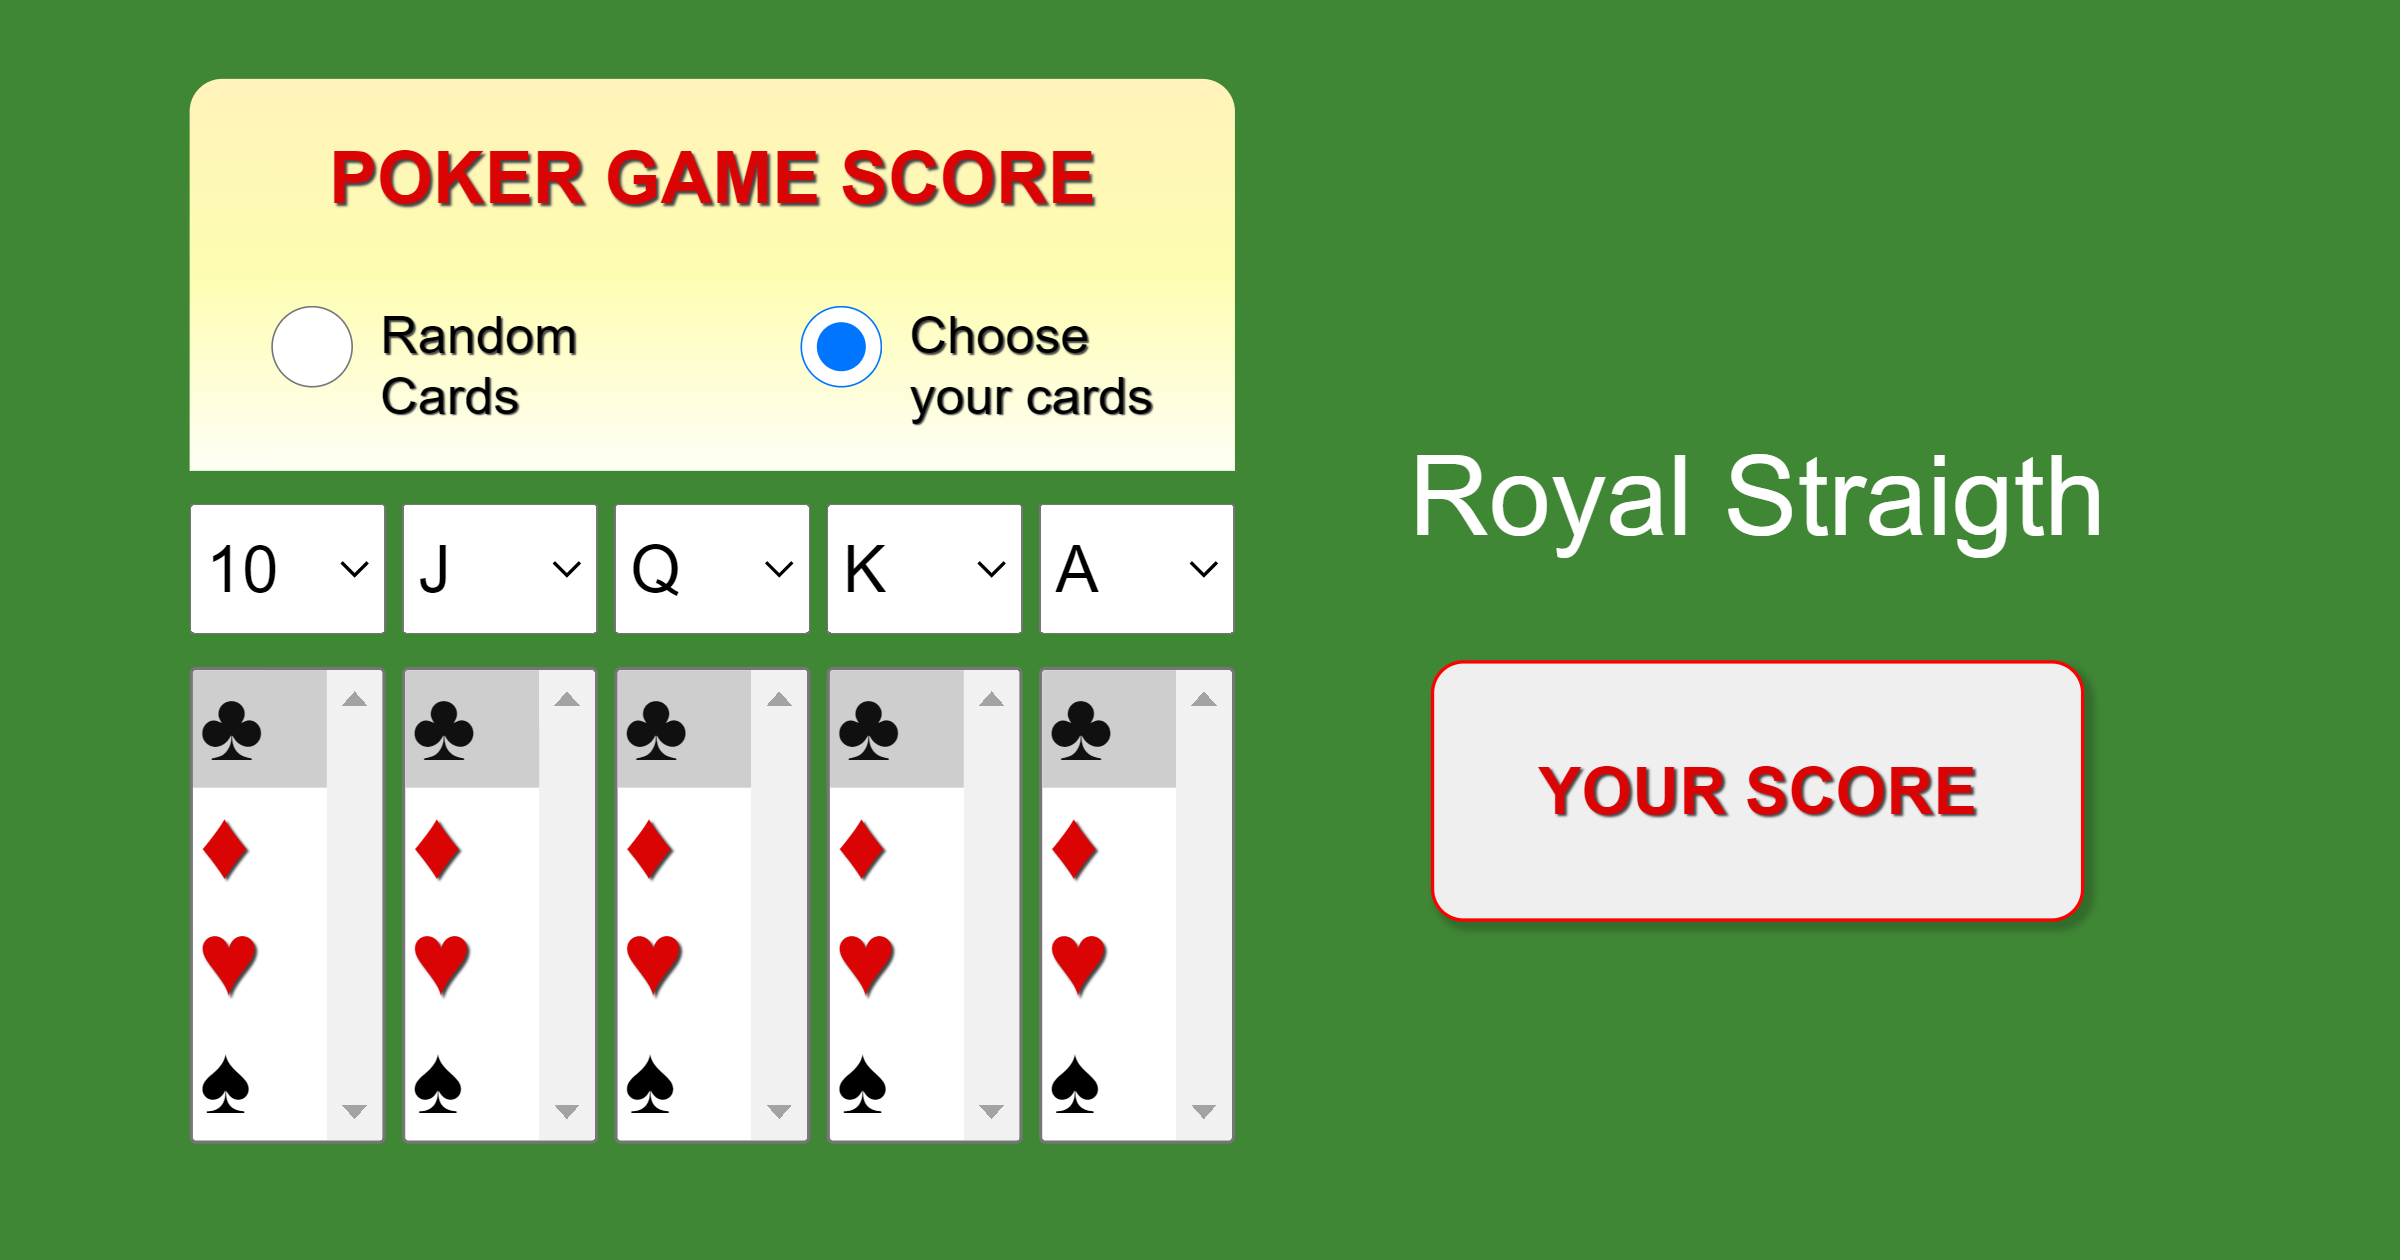 POKER GAME SCORE
Random
Cards
Choose
your cards
10 J Q K A
♣ ♣ ♣ ♣ ♣
♦ ♦ ♦ ♦ ♦
♥ ♥ ♥ ♥ ♥
♠ ♠ ♠ ♠ ♠
Royal Straigth
YOUR SCORE